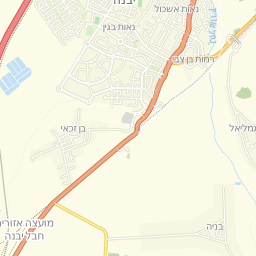 יבנה
נאות אשכול
נאות בגין
רמות בן צבי
גמליאל
בן זכאי
מועצה אזורית
חבל יבנה
בניה